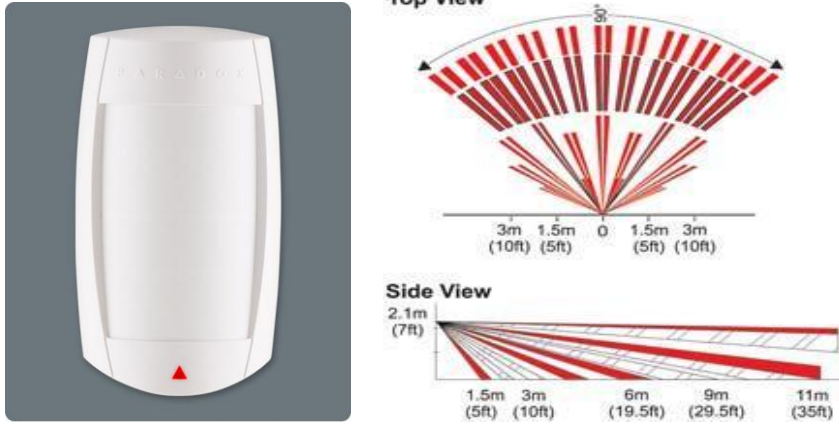 PARADOX
Top View
90°
3m 1.5m 0 1.5m 3m
(10ft) (5ft) (5ft) (10ft)
Side View
2.1m
(7ft)
1.5m 3m 6m 9m 11m
(5ft) (10ft) (19.5ft) (29.5ft) (35ft)